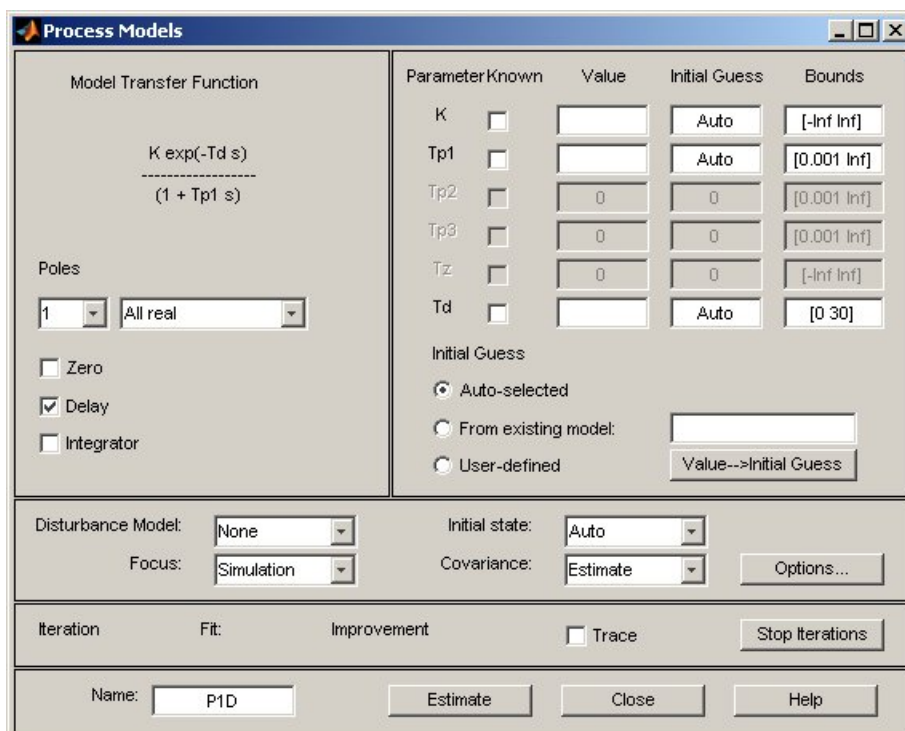 Process Models
Model Transfer Function
K exp(-Td s)
------------------
(1 + Tp1 s)
Poles
1 All real
Zero
Delay
Integrator
Parameter Known Value Initial Guess Bounds
K Auto [-Inf Inf]
Tp1 Auto [0.001 Inf]
Tp2 0 0 [0.001 Inf]
Tp3 0 0 [0.001 Inf]
Tz 0 0 [-Inf Inf]
Td Auto [0 30]
Initial Guess
Auto-selected
From existing model:
User-defined Value-->Initial Guess
Disturbance Model: None Initial state: Auto
Focus: Simulation Covariance: Estimate Options...
Iteration Fit: Improvement Trace Stop Iterations
Name: P1D Estimate Close Help